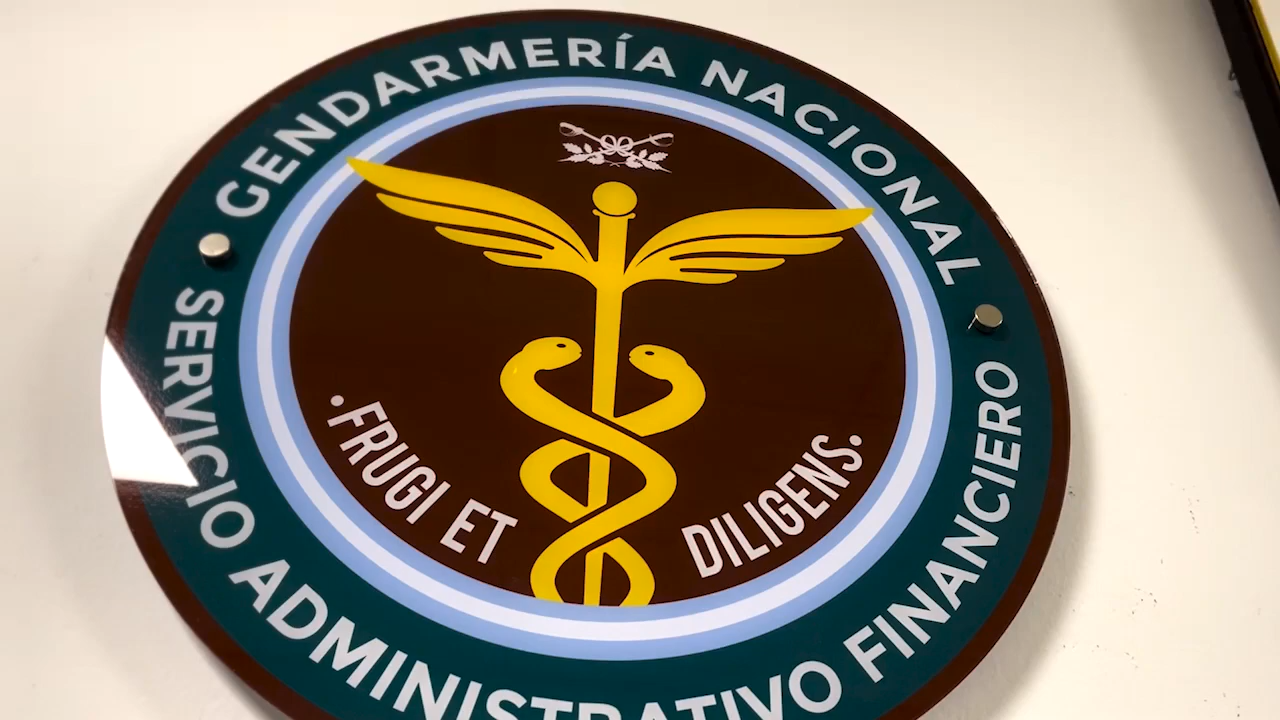 GENDARMERÍA NACIONAL
SERVICIO ADMINISTRATIVO FINANCIERO
·FRUGI ET DILIGENS·